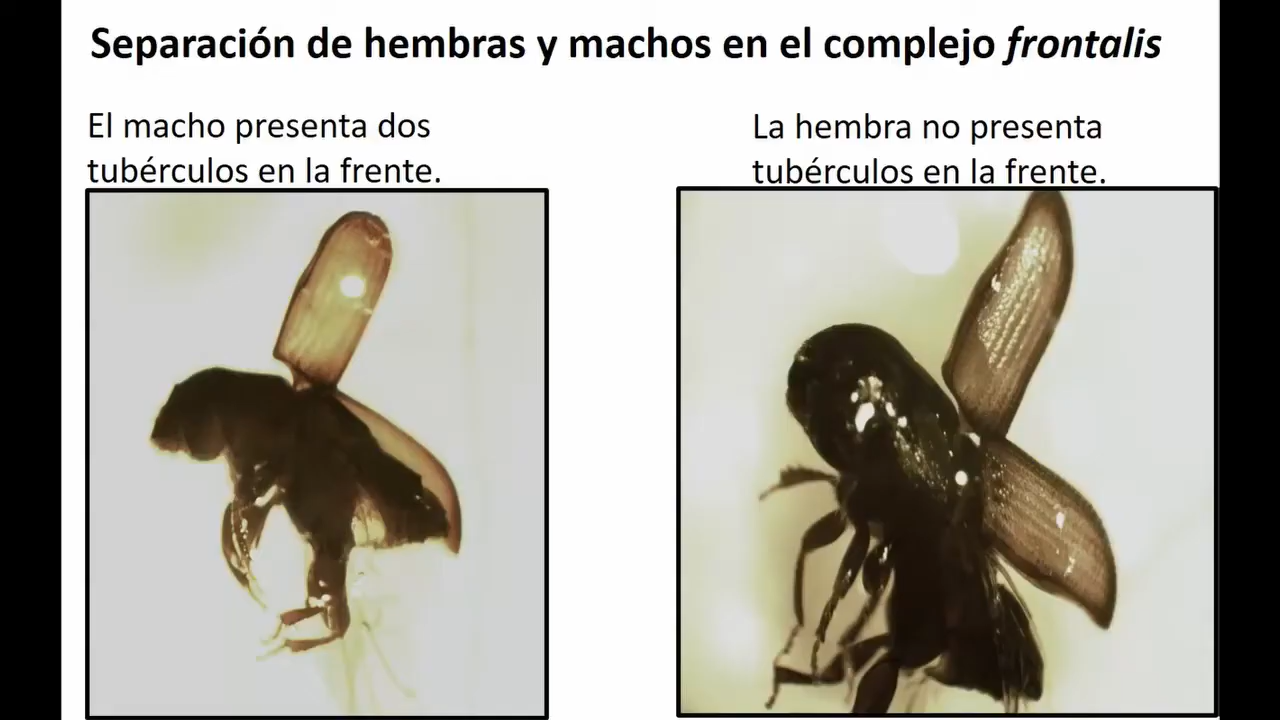 Separación de hembras y machos en el complejo frontalis
El macho presenta dos
tubérculos en la frente.
La hembra no presenta
tubérculos en la frente.